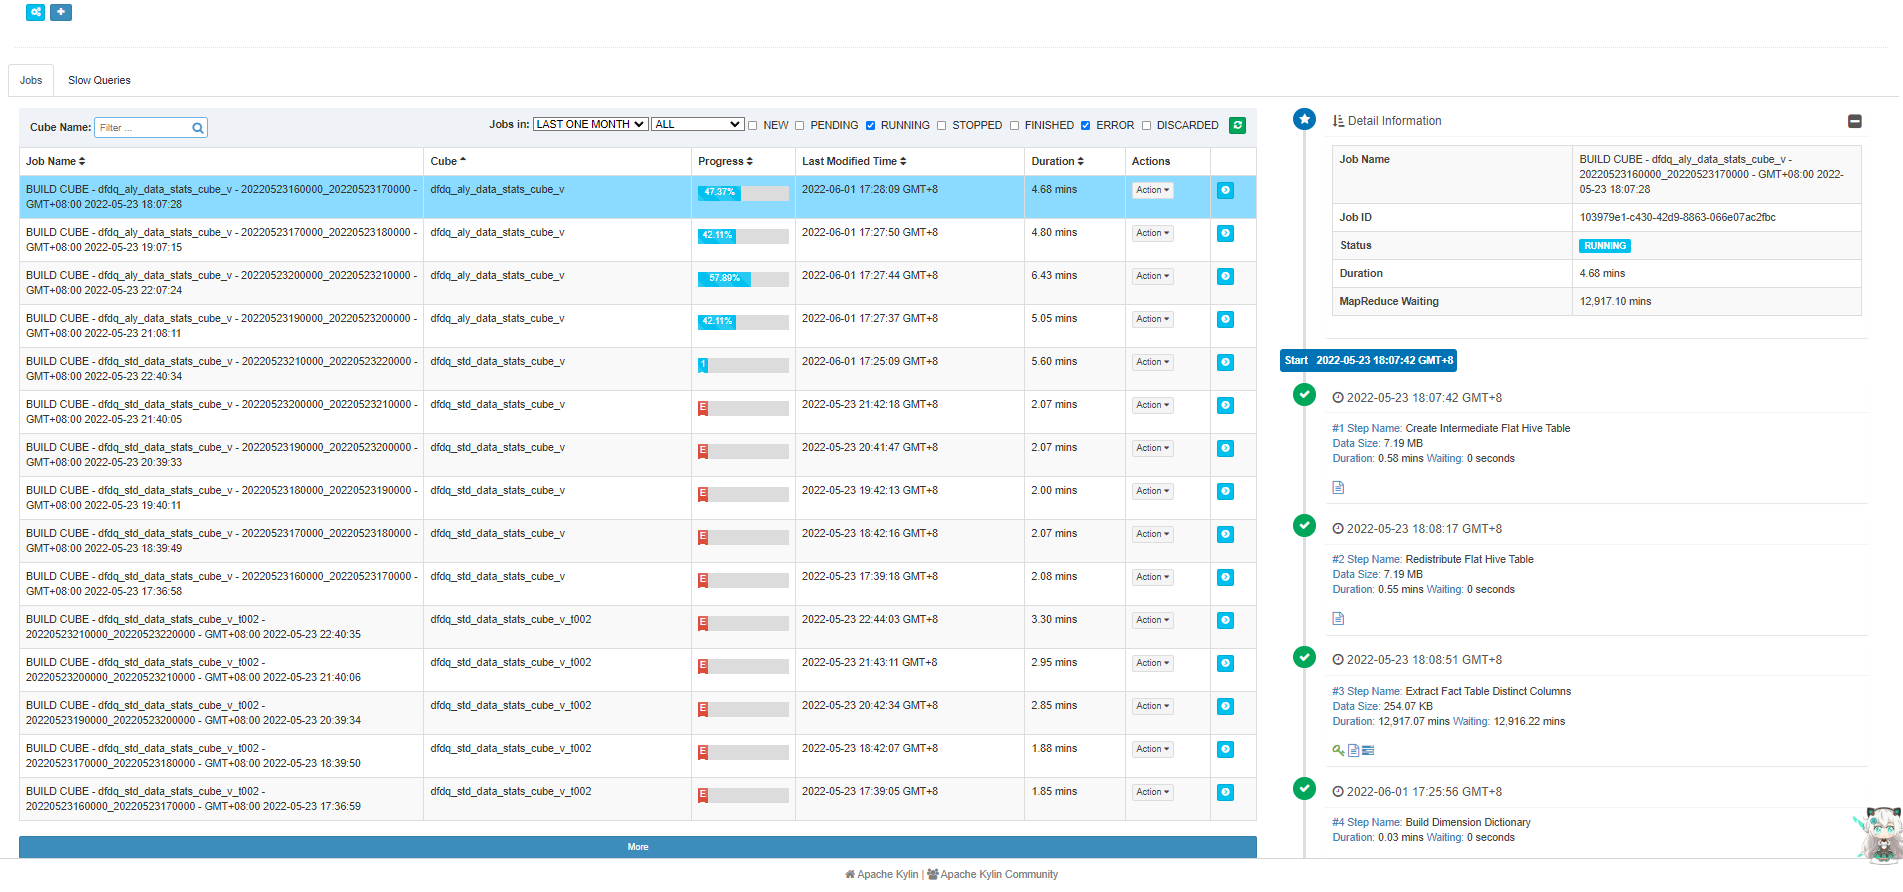 Jobs
Slow Queries
Cube Name: Filter ...
Jobs in: LAST ONE MONTH ALL NEW PENDING RUNNING STOPPED FINISHED ERROR DISCARDED
Job Name Cube Progress Last Modified Time Duration Actions
BUILD CUBE - dfdq_aly_data_stats_cube_v - 20220523160000_20220523170000 - dfdq_aly_data_stats_cube_v 47.37% 2022-06-01 17:28:09 GMT+8 4.68 mins Action
GMT+08:00 2022-05-23 18:07:28
BUILD CUBE - dfdq_aly_data_stats_cube_v - 20220523170000_20220523180000 - dfdq_aly_data_stats_cube_v 42.11% 2022-06-01 17:27:50 GMT+8 4.80 mins Action
GMT+08:00 2022-05-23 19:07:15
BUILD CUBE - dfdq_aly_data_stats_cube_v - 20220523200000_20220523210000 - dfdq_aly_data_stats_cube_v 57.89% 2022-06-01 17:27:44 GMT+8 6.43 mins Action
GMT+08:00 2022-05-23 22:07:24
BUILD CUBE - dfdq_aly_data_stats_cube_v - 20220523190000_20220523200000 - dfdq_aly_data_stats_cube_v 42.11% 2022-06-01 17:27:37 GMT+8 5.05 mins Action
GMT+08:00 2022-05-23 21:08:11
BUILD CUBE - dfdq_std_data_stats_cube_v - 20220523210000_20220523220000 - dfdq_std_data_stats_cube_v 1 2022-06-01 17:25:09 GMT+8 5.60 mins Action
GMT+08:00 2022-05-23 22:40:34
BUILD CUBE - dfdq_std_data_stats_cube_v - 20220523200000_20220523210000 - dfdq_std_data_stats_cube_v E 2022-05-23 21:42:18 GMT+8 2.07 mins Action
GMT+08:00 2022-05-23 21:40:05
BUILD CUBE - dfdq_std_data_stats_cube_v - 20220523190000_20220523200000 - dfdq_std_data_stats_cube_v E 2022-05-23 20:41:47 GMT+8 2.07 mins Action
GMT+08:00 2022-05-23 20:39:33
BUILD CUBE - dfdq_std_data_stats_cube_v - 20220523180000_20220523190000 - dfdq_std_data_stats_cube_v E 2022-05-23 19:42:13 GMT+8 2.00 mins Action
GMT+08:00 2022-05-23 19:40:11
BUILD CUBE - dfdq_std_data_stats_cube_v - 20220523170000_20220523180000 - dfdq_std_data_stats_cube_v E 2022-05-23 18:42:16 GMT+8 2.07 mins Action
GMT+08:00 2022-05-23 18:39:49
BUILD CUBE - dfdq_std_data_stats_cube_v - 20220523160000_20220523170000 - dfdq_std_data_stats_cube_v E 2022-05-23 17:39:18 GMT+8 2.08 mins Action
GMT+08:00 2022-05-23 17:36:58
BUILD CUBE - dfdq_std_data_stats_cube_v_t002 - dfdq_std_data_stats_cube_v_t002 E 2022-05-23 22:44:03 GMT+8 3.30 mins Action
20220523210000_20220523220000 - GMT+08:00 2022-05-23 22:40:35
BUILD CUBE - dfdq_std_data_stats_cube_v_t002 - dfdq_std_data_stats_cube_v_t002 E 2022-05-23 21:43:11 GMT+8 2.95 mins Action
20220523200000_20220523210000 - GMT+08:00 2022-05-23 21:40:06
BUILD CUBE - dfdq_std_data_stats_cube_v_t002 - dfdq_std_data_stats_cube_v_t002 E 2022-05-23 20:42:34 GMT+8 2.85 mins Action
20220523190000_20220523200000 - GMT+08:00 2022-05-23 20:39:34
BUILD CUBE - dfdq_std_data_stats_cube_v_t002 - dfdq_std_data_stats_cube_v_t002 E 2022-05-23 18:42:07 GMT+8 1.88 mins Action
20220523170000_20220523180000 - GMT+08:00 2022-05-23 18:39:50
BUILD CUBE - dfdq_std_data_stats_cube_v_t002 - dfdq_std_data_stats_cube_v_t002 E 2022-05-23 17:39:05 GMT+8 1.85 mins Action
20220523160000_20220523170000 - GMT+08:00 2022-05-23 17:36:59
More
Detail Information
Job Name BUILD CUBE - dfdq_aly_data_stats_cube_v -
20220523160000_20220523170000 - GMT+08:00 2022-
05-23 18:07:28
Job ID 103979e1-c430-42d9-8863-066e07ac2fbc
Status RUNNING
Duration 4.68 mins
MapReduce Waiting 12,917.10 mins
Start 2022-05-23 18:07:42 GMT+8
2022-05-23 18:07:42 GMT+8
#1 Step Name: Create Intermediate Flat Hive Table
Data Size: 7.19 MB
Duration: 0.58 mins Waiting: 0 seconds
2022-05-23 18:08:17 GMT+8
#2 Step Name: Redistribute Flat Hive Table
Data Size: 7.19 MB
Duration: 0.55 mins Waiting: 0 seconds
2022-05-23 18:08:51 GMT+8
#3 Step Name: Extract Fact Table Distinct Columns
Data Size: 254.07 KB
Duration: 12,917.07 mins Waiting: 12,916.22 mins
2022-06-01 17:25:56 GMT+8
#4 Step Name: Build Dimension Dictionary
Duration: 0.03 mins Waiting: 0 seconds
Apache Kylin | Apache Kylin Community